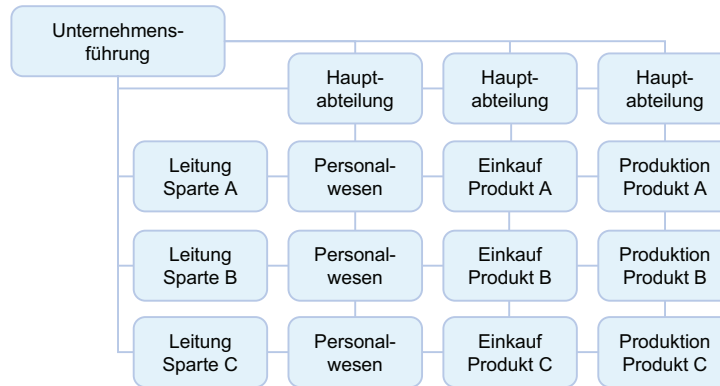 Unternehmens-
führung
Haupt-
abteilung
Haupt-
abteilung
Haupt-
abteilung
Leitung
Sparte A
Personal-
wesen
Einkauf
Produkt A
Produktion
Produkt A
Leitung
Sparte B
Personal-
wesen
Einkauf
Produkt B
Produktion
Produkt B
Leitung
Sparte C
Personal-
wesen
Einkauf
Produkt C
Produktion
Produkt C